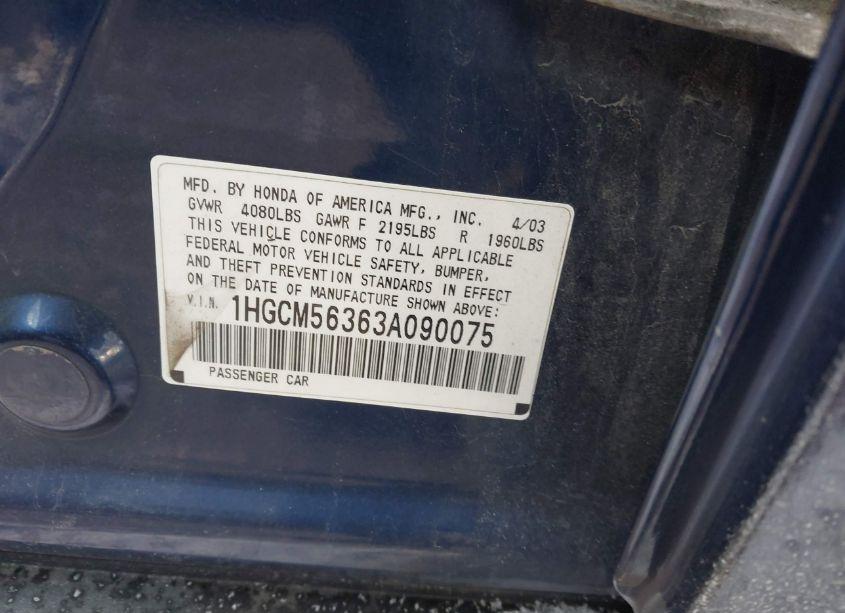 MFD. BY HONDA OF AMERICA MFG., INC. 4/03
GVWR 4080LBS GAWR F 2195LBS R 1960LBS
THIS VEHICLE CONFORMS TO ALL APPLICABLE
FEDERAL MOTOR VEHICLE SAFETY, BUMPER,
AND THEFT PREVENTION STANDARDS IN EFFECT
ON THE DATE OF MANUFACTURE SHOWN ABOVE:
V.I.N. 1HGCM56363A090075
PASSENGER CAR